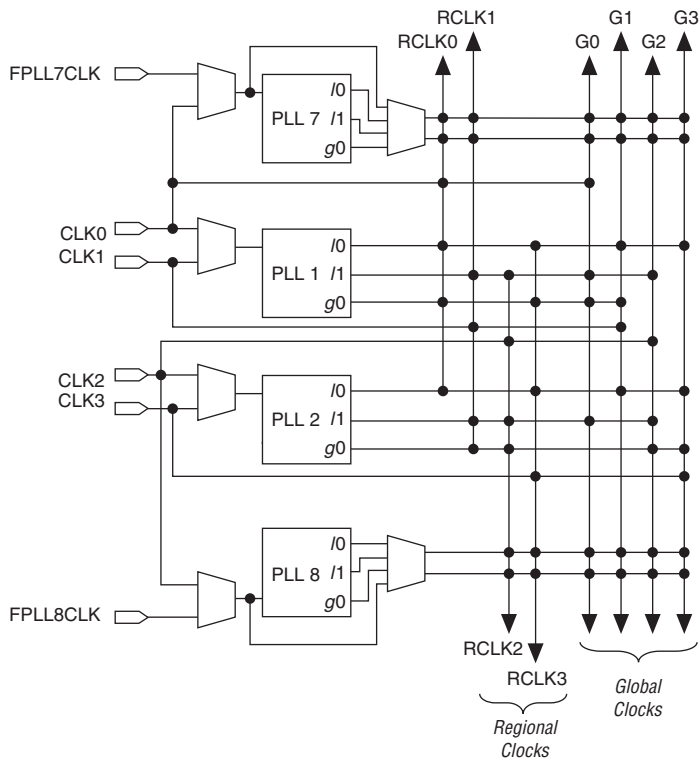 RCLK1
G1
G3
RCLK0
G0
G2
FPLL7CLK
l0
PLL 7
l1
g0
CLK0
CLK1
l0
PLL 1
l1
g0
CLK2
CLK3
l0
PLL 2
l1
g0
l0
PLL 8
l1
g0
FPLL8CLK
RCLK2
RCLK3
Regional
Clocks
Global
Clocks